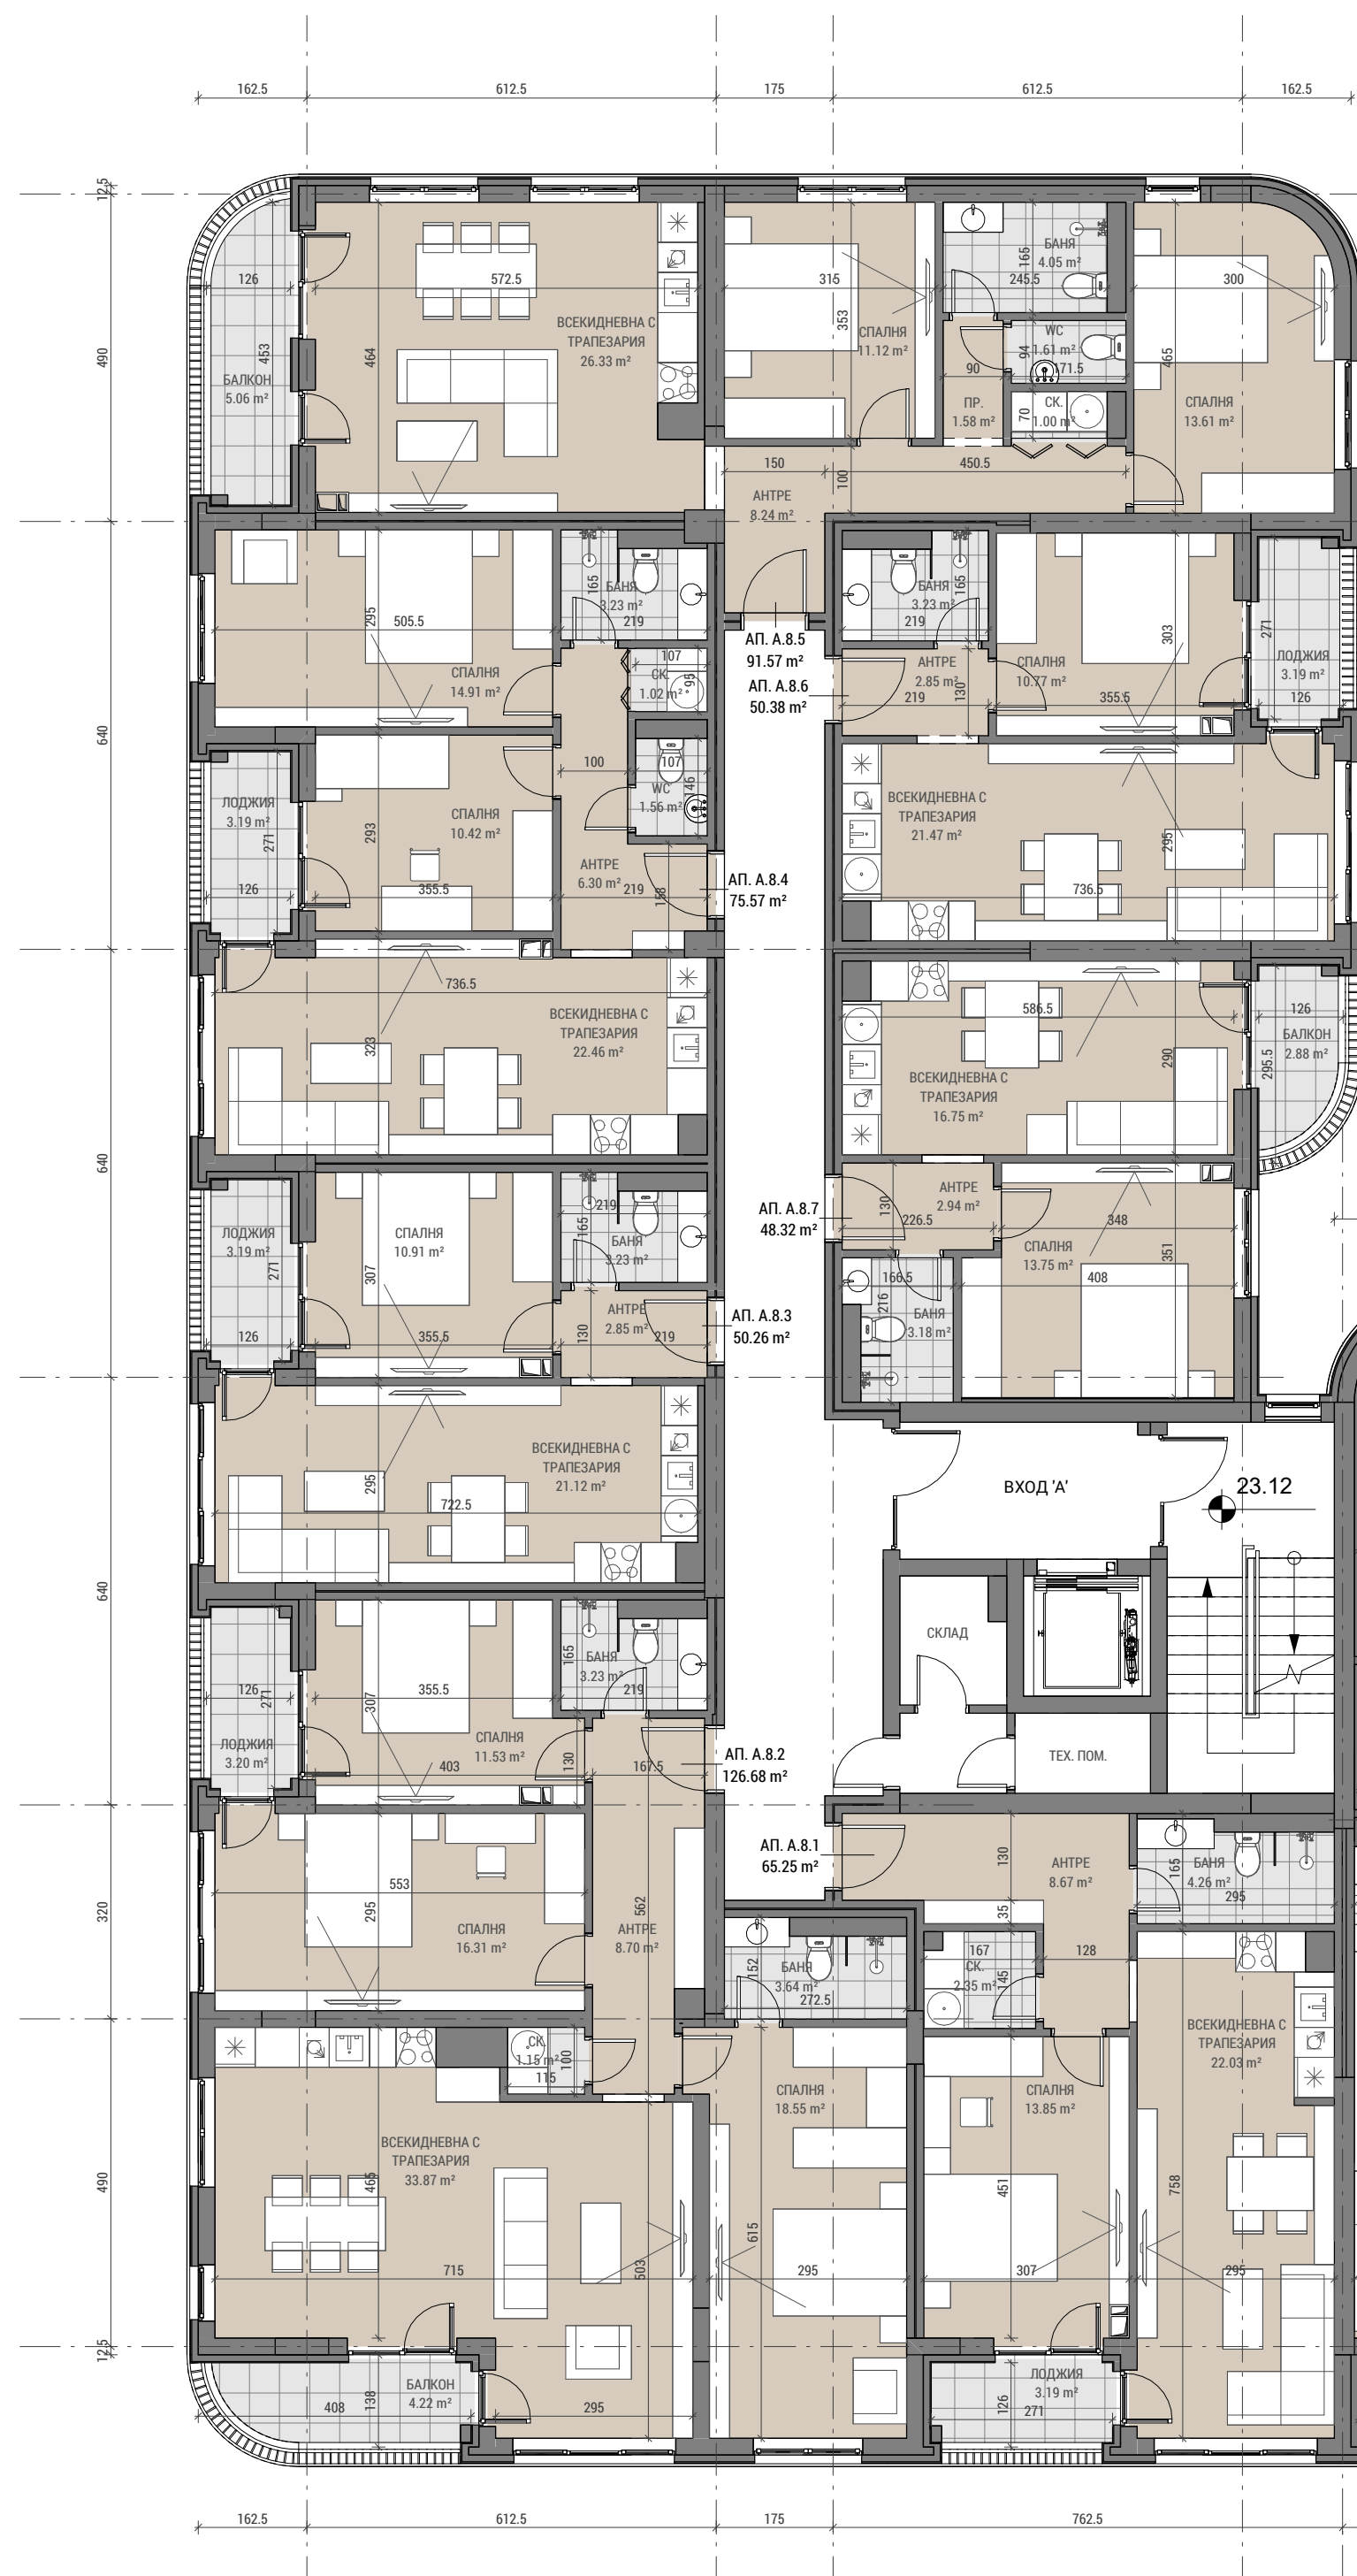 162.5
612.5
175
612.5
162.5
12.5
490
640
640
640
320
490
12.5
126
453
БАЛКОН
5.06 m²
572.5
464
ВСЕКИДНЕВНА С
ТРАПЕЗАРИЯ
26.33 m²
315
353
СПАЛНЯ
11.12 m²
БАНЯ
4.05 m²
165
245.5
WC
1.61 m²
94
171.5
90
ПР.
1.58 m²
70
СК.
1.00 m²
300
465
СПАЛНЯ
13.61 m²
150
450.5
100
АНТРЕ
8.24 m²
505.5
295
СПАЛНЯ
14.91 m²
165
БАНЯ
3.23 m²
219
107
СК.
1.02 m²
95
АП. А.8.5
91.57 m²
АП. А.8.6
50.38 m²
БАНЯ
3.23 m²
165
219
АНТРЕ
2.85 m²
130
219
303
СПАЛНЯ
10.77 m²
355.5
271
ЛОДЖИЯ
3.19 m²
126
ЛОДЖИЯ
3.19 m²
271
126
СПАЛНЯ
10.42 m²
293
355.5
100
107
WC
1.56 m²
146
АНТРЕ
6.30 m²
219
158
АП. А.8.4
75.57 m²
ВСЕКИДНЕВНА С
ТРАПЕЗАРИЯ
21.47 m²
295
736.5
736.5
323
ВСЕКИДНЕВНА С
ТРАПЕЗАРИЯ
22.46 m²
586.5
290
ВСЕКИДНЕВНА С
ТРАПЕЗАРИЯ
16.75 m²
126
БАЛКОН
2.88 m²
295.5
ЛОДЖИЯ
3.19 m²
271
126
СПАЛНЯ
10.91 m²
307
355.5
219
165
БАНЯ
3.23 m²
АНТРЕ
2.85 m²
130
219
АП. А.8.7
48.32 m²
АП. А.8.3
50.26 m²
АНТРЕ
2.94 m²
130
226.5
348
СПАЛНЯ
13.75 m²
351
408
166.5
216
БАНЯ
3.18 m²
295
722.5
ВСЕКИДНЕВНА С
ТРАПЕЗАРИЯ
21.12 m²
ВХОД 'А'
23.12
СКЛАД
ТЕХ. ПОМ.
126
271
ЛОДЖИЯ
3.20 m²
307
355.5
СПАЛНЯ
11.53 m²
403
130
165
БАНЯ
3.23 m²
219
167.5
АП. А.8.2
126.68 m²
АП. А.8.1
65.25 m²
553
295
СПАЛНЯ
16.31 m²
562
АНТРЕ
8.70 m²
130
АНТРЕ
8.67 m²
35
165
БАНЯ
4.26 m²
295
152
БАНЯ
3.64 m²
272.5
167
СК.
2.35 m²
145
128
СК.
1.15 m²
100
115
СПАЛНЯ
18.55 m²
СПАЛНЯ
13.85 m²
ВСЕКИДНЕВНА С
ТРАПЕЗАРИЯ
22.03 m²
ВСЕКИДНЕВНА С
ТРАПЕЗАРИЯ
33.87 m²
465
715
503
615
295
451
307
758
295
БАЛКОН
4.22 m²
408
138
295
ЛОДЖИЯ
3.19 m²
126
271
162.5
612.5
175
762.5